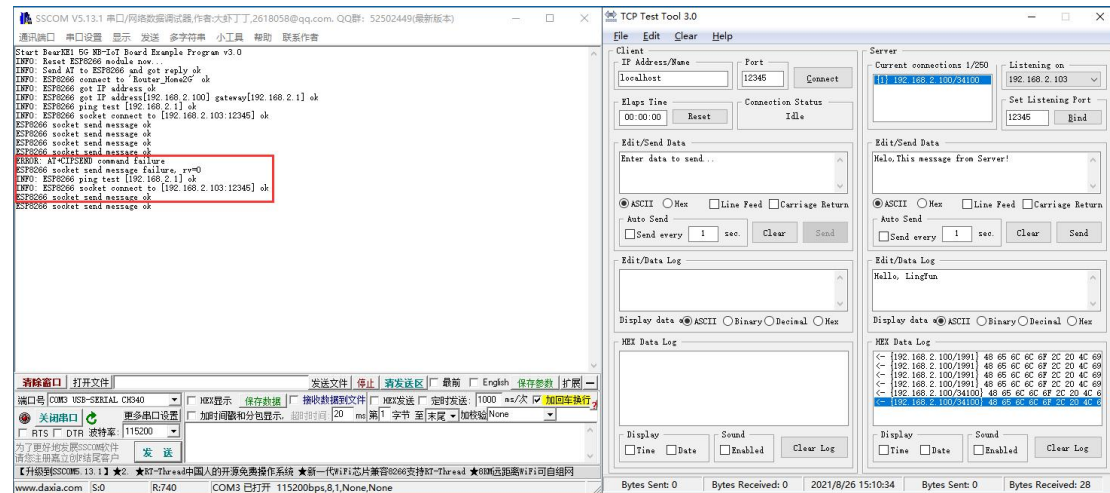 SSCOM V5.13.1 串口/网络数据调试器,作者:大虾丁丁,2618058@qq.com. QQ群: 52502449(最新版本)
通讯端口 串口设置 显示 发送 多字符串 小工具 帮助 联系作者
Start BearKE1 5G NB-IoT Board Example Program v3.0
INFO: Reset ESP8266 module now...
INFO: Send AT to ESP8266 and got reply ok
INFO: ESP8266 connect to 'Router_Home2G' ok
INFO: ESP8266 got IP address ok
INFO: ESP8266 got IP address[192.168.2.100] gateway[192.168.2.1] ok
INFO: ESP8266 ping test [192.168.2.1] ok
INFO: ESP8266 socket connect to [192.168.2.103:12345] ok
ESP8266 socket send message ok
ESP8266 socket send message ok
ESP8266 socket send message ok
ESP8266 socket send message ok
ERROR: AT+CIPSEND command failure
ESP8266 socket send message failure, rv=0
INFO: ESP8266 ping test [192.168.2.1] ok
INFO: ESP8266 socket connect to [192.168.2.103:12345] ok
ESP8266 socket send message ok
ESP8266 socket send message ok
清除窗口 打开文件 发送文件 停止 清发送区 最前 English 保存参数 扩展
端口号 COM3 USB-SERIAL CH340 HEX显示 保存数据 接收数据到文件 HEX发送 定时发送: 1000 ms/次 加回车换行
关闭串口 更多串口设置 加时间戳和分包显示. 超时时间: 20 ms 第1 字节 至 末尾 加校验 None
RTS DTR 波特率: 115200
为了更好地发展SSCOM软件
请您注册嘉立创F结尾客户
发 送
【升级到SSCOM5.13.1】★2. ★RT-Thread中国人的开源免费操作系统 ★新一代WiFi芯片兼容8266支持RT-Thread ★8KM远距离WiFi可自组网
www.daxia.com S:0 R:740 COM3 已打开 115200bps,8,1,None,None
TCP Test Tool 3.0
File Edit Clear Help
Client
IP Address/Name Port
localhost 12345 Connect
Elaps Time Connection Status
00:00:00 Reset Idle
Edit/Send Data
Enter data to send...
ASCII Hex Line Feed Carriage Return
Auto Send
Send every 1 sec. Clear Send
Edit/Data Log
Display data a ASCII Binary Decimal Hex
HEX Data Log
Display Sound
Time Date Enabled Clear Log
Server
Current connections 1/250 Listening on
{1} 192.168.2.100/34100 192.168.2.103
Set Listening Port
12345 Bind
Edit/Send Data
Helo,This message from Server!
ASCII Hex Line Feed Carriage Return
Auto Send
Send every 1 sec. Clear Send
Edit/Data Log
Hello, LingYun
Display data a ASCII Binary Decimal Hex
HEX Data Log
<- {192.168.2.100/1991} 48 65 6C 6C 6F 2C 20 4C 69
<- {192.168.2.100/1991} 48 65 6C 6C 6F 2C 20 4C 69
<- {192.168.2.100/1991} 48 65 6C 6C 6F 2C 20 4C 69
<- {192.168.2.100/1991} 48 65 6C 6C 6F 2C 20 4C 69
<- {192.168.2.100/34100} 48 65 6C 6C 6F 2C 20 4C 6
<- {192.168.2.100/34100} 48 65 6C 6C 6F 2C 20 4C 6
Display Sound
Time Date Enabled Clear Log
Bytes Sent: 0 Bytes Received: 0 2021/8/26 15:10:34 Bytes Sent: 0 Bytes Received: 28